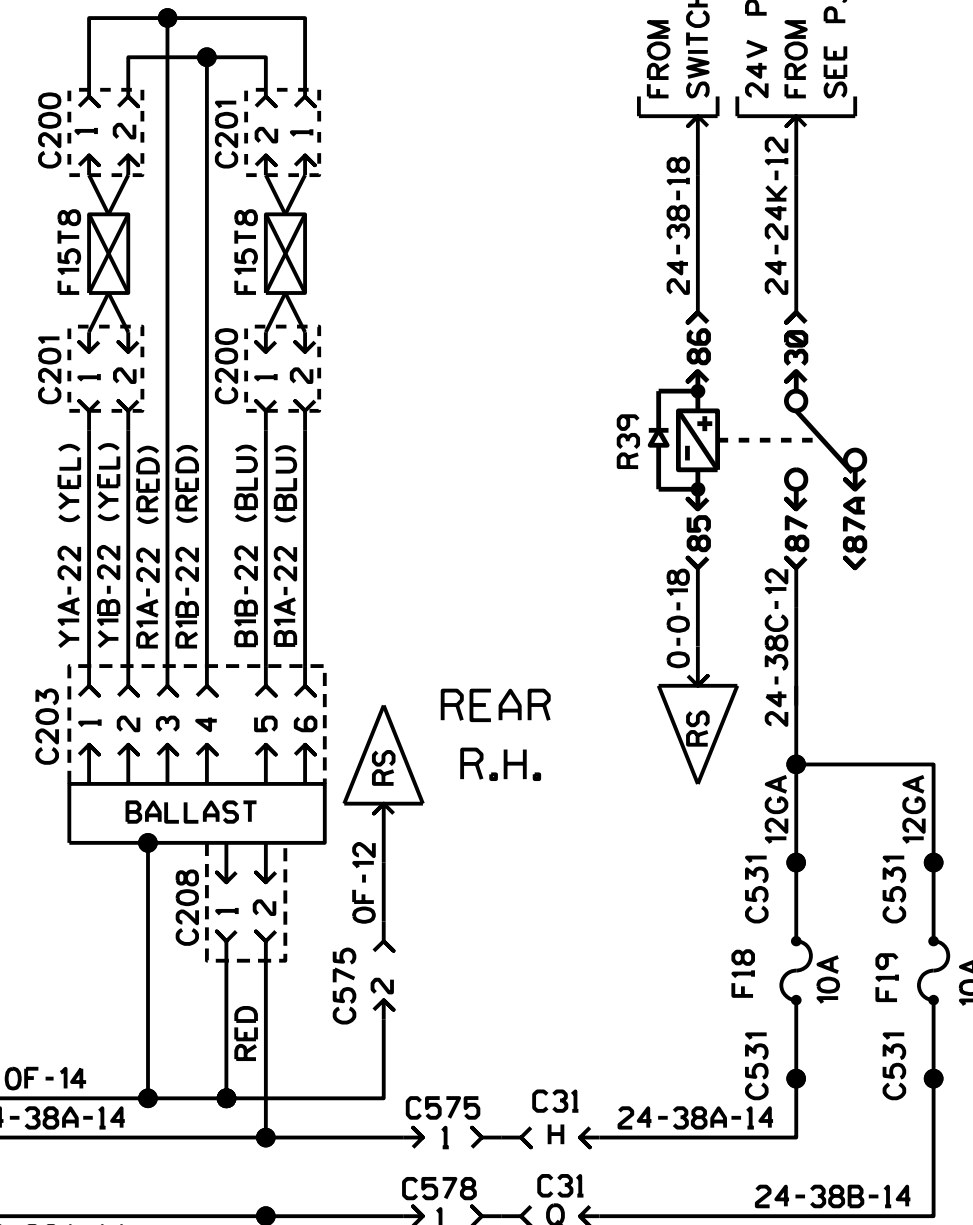 FROM
SWITCH
24V P
FROM
SEE P.
C200
1
2
C201
2
1
F15T8
F15T8
C201
1
2
C200
1
2
24-38-18
24-24K-12
86
30
R39
+
-
85
87
87A
Y1A-22 (YEL)
Y1B-22 (YEL)
R1A-22 (RED)
R1B-22 (RED)
B1B-22 (BLU)
B1A-22 (BLU)
0-0-18
24-38C-12
C203
1
2
3
4
5
6
RS
REAR
R.H.
RS
BALLAST
12GA
12GA
C208
1
2
0F-12
C531
C531
C575
2
F18
10A
F19
10A
RED
C531
C531
0F-14
-38A-14
C575
1
C31
H
24-38A-14
C578
1
C31
Q
24-38B-14